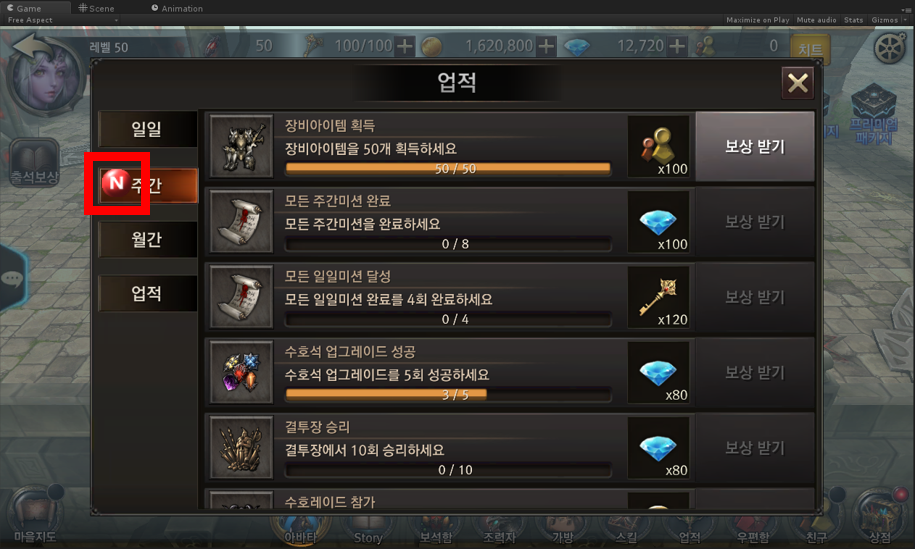 Game
Scene
Animation
Free Aspect
Maximize on Play
Mute audio
Stats
Gizmos
레벨 50
50
100/100
1,620,800
12,720
0
치트
업적
일일
N 주간
월간
업적
장비아이템 획득
장비아이템을 50개 획득하세요
50 / 50
x100
보상 받기
모든 주간미션 완료
모든 주간미션을 완료하세요
0 / 8
x100
보상 받기
모든 일일미션 달성
모든 일일미션 완료를 4회 완료하세요
0 / 4
x120
보상 받기
수호석 업그레이드 성공
수호석 업그레이드를 5회 성공하세요
3 / 5
x80
보상 받기
결투장 승리
결투장에서 10회 승리하세요
0 / 10
x80
보상 받기
수호레이드 참가
출석보상
프리미엄
패키지
마을지도
아바타
Story
보석함
조력자
가방
스킬
업적
우편함
친구
상점